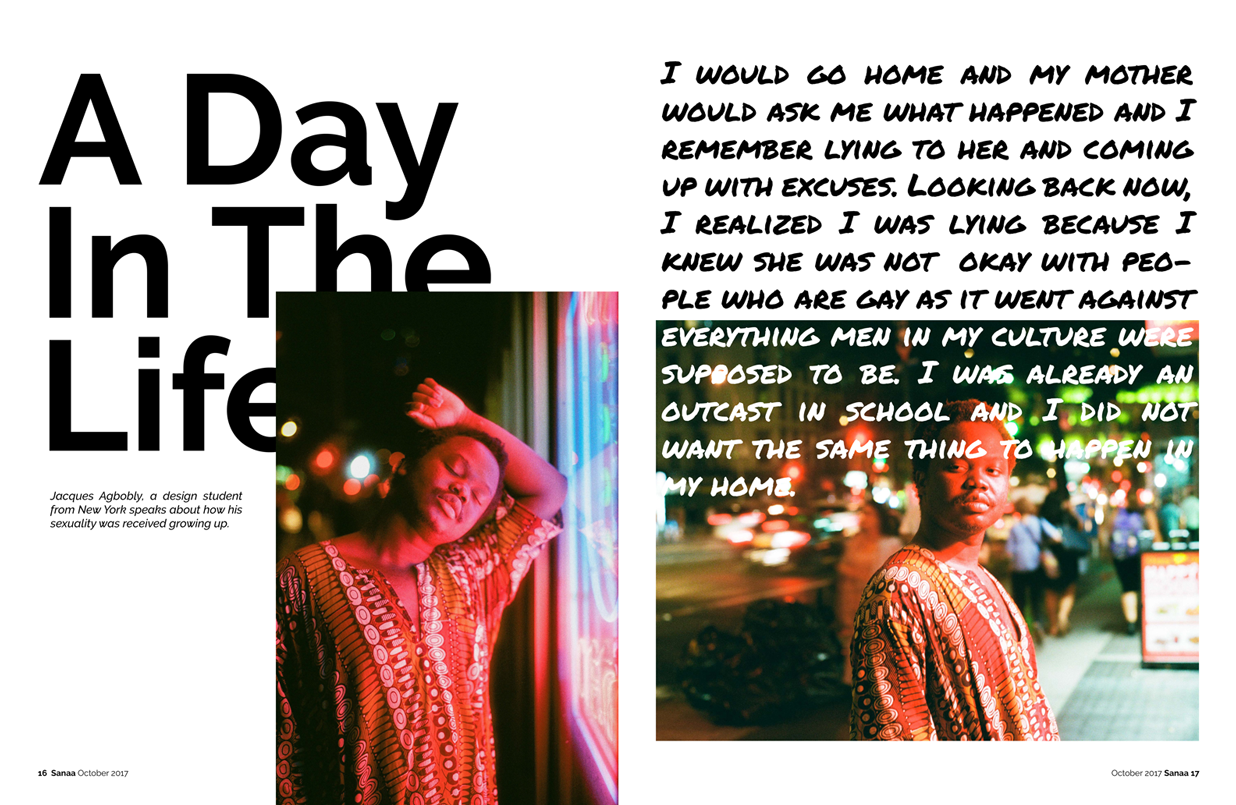 A Day
In The
Life
Jacques Agbobly, a design student
from New York speaks about how his
sexuality was received growing up.
16 Sanaa October 2017
I WOULD GO HOME AND MY MOTHER
WOULD ASK ME WHAT HAPPENED AND I
REMEMBER LYING TO HER AND COMING
UP WITH EXCUSES. LOOKING BACK NOW,
I REALIZED I WAS LYING BECAUSE I
KNEW SHE WAS NOT OKAY WITH PEO-
PLE WHO ARE GAY AS IT WENT AGAINST
EVERYTHING MEN IN MY CULTURE WERE
SUPPOSED TO BE. I WAS ALREADY AN
OUTCAST IN SCHOOL AND I DID NOT
WANT THE SAME THING TO HAPPEN IN
MY HOME.
October 2017 Sanaa 17